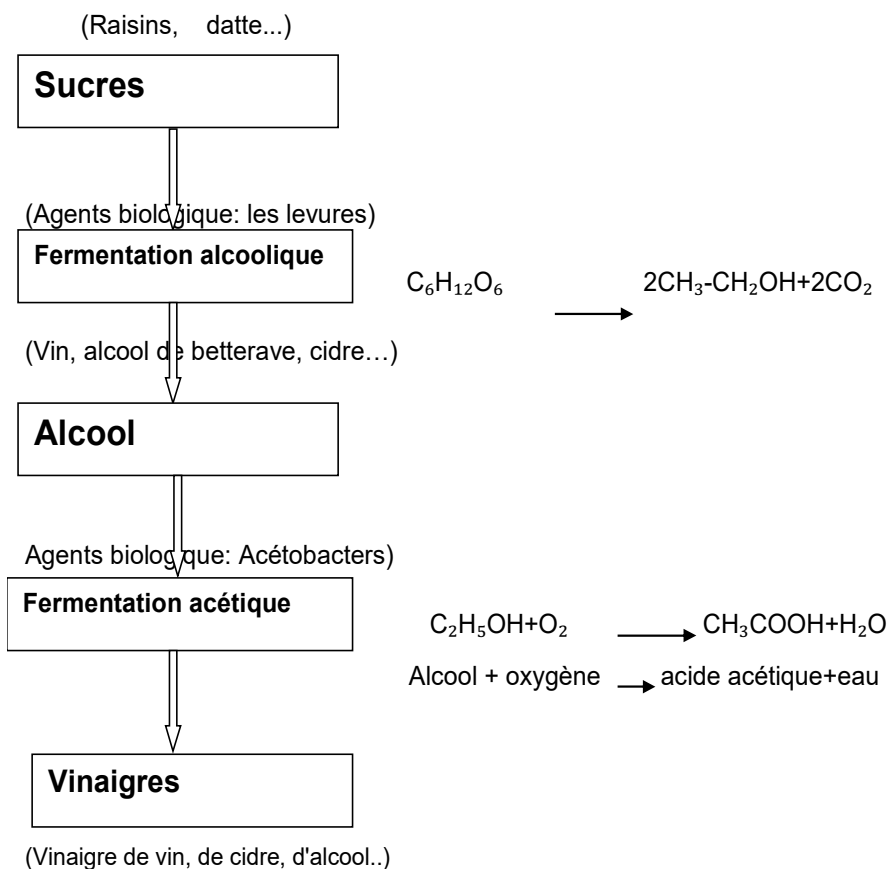 (Raisins, datte...)
Sucres
(Agents biologique: les levures)
Fermentation alcoolique
C₆H₁₂O₆ → 2CH₃-CH₂OH+2CO₂
(Vin, alcool de betterave, cidre…)
Alcool
Agents biologique: Acétobacters)
Fermentation acétique
C₂H₅OH+O₂ → CH₃COOH+H₂O
Alcool + oxygène → acide acétique+eau
Vinaigres
(Vinaigre de vin, de cidre, d'alcool..)